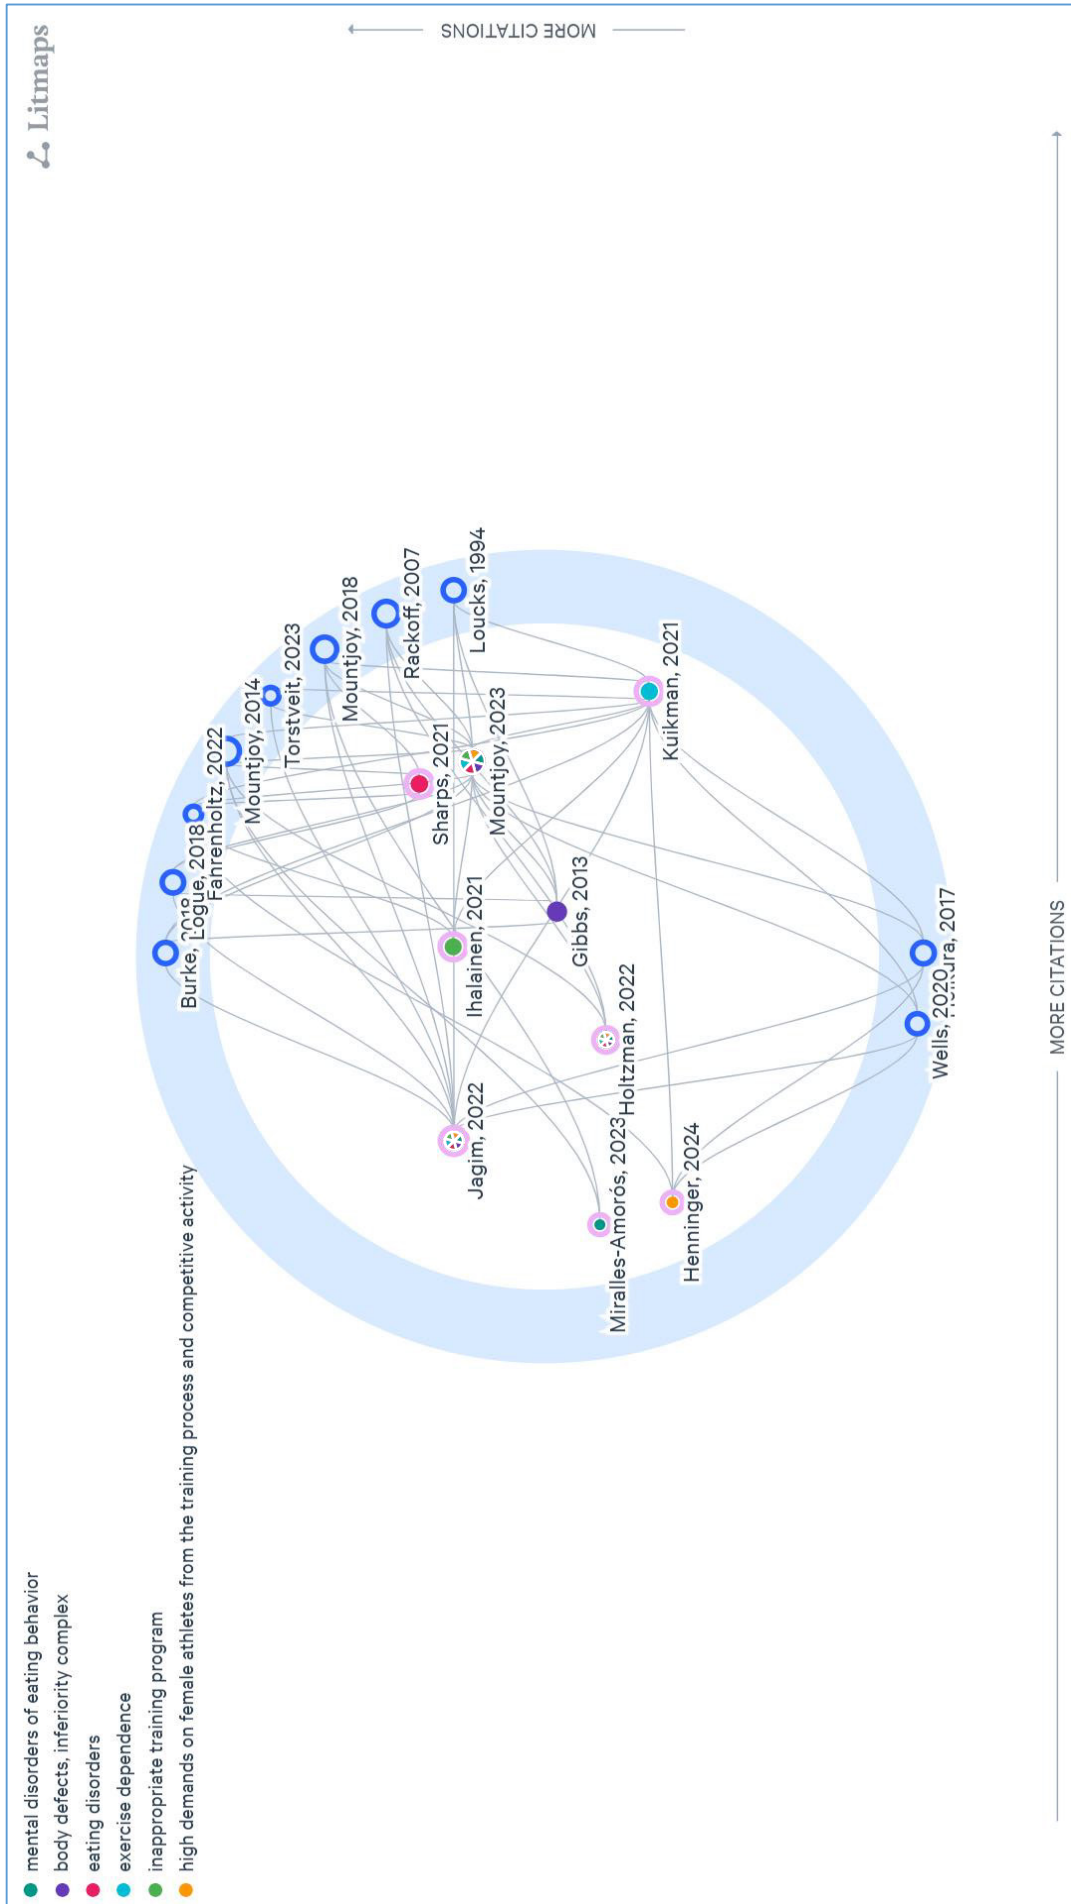 mental disorders of eating behavior
body defects, inferiority complex
eating disorders
exercise dependence
inappropriate training program
high demands on female athletes from the training process and competitive activity
Litmaps
MORE CITATIONS
Burke,
Logue, 2018
Fahrenholtz, 2022
Mountjoy, 2014
Torstveit, 2023
Mountjoy, 2018
Rackoff, 2007
Sharps, 2021
Loucks, 1994
Jagim, 2022
Ihalainen, 2021
Mountjoy, 2023
Gibbs, 2013
Miralles-Amorós, 2023
Holtzman, 2022
Kuikman, 2021
Henninger, 2024
Wells, 2020
2017
MORE CITATIONS